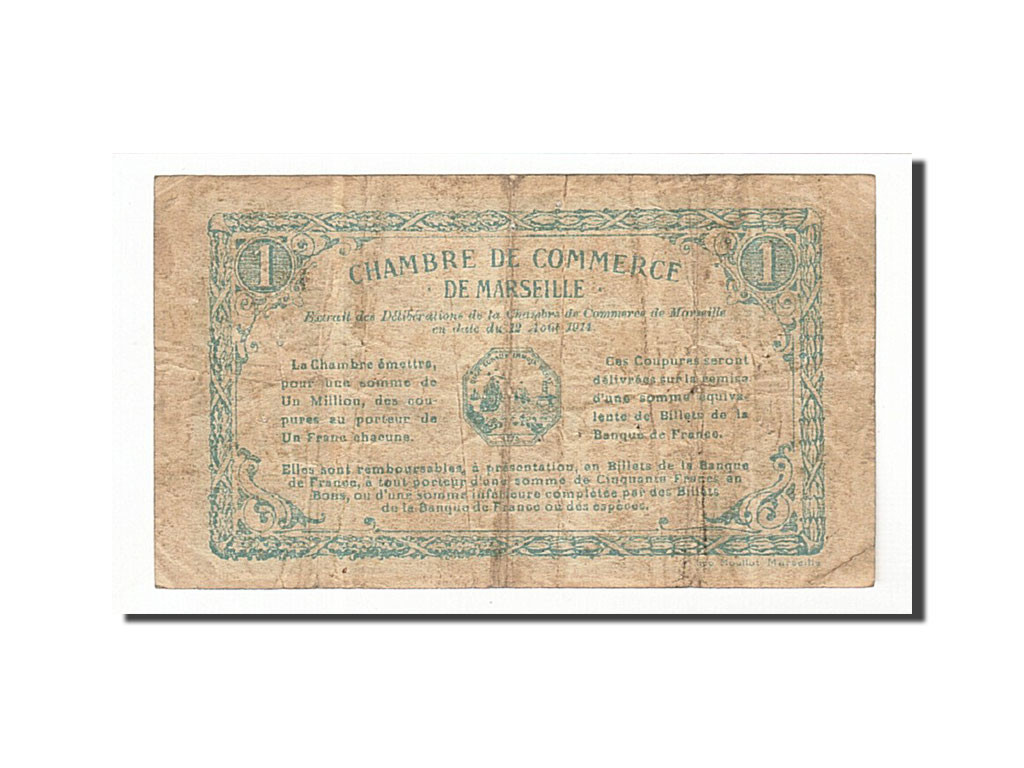 1 1
CHAMBRE DE COMMERCE
· DE MARSEILLE ·
Extrait des Délibérations de la Chambre de Commerce de Marseille
en date du 12 Août 1914
La Chambre émettra,
pour une somme de
Un Million, des cou-
pures au porteur de
Un Franc chacune.
Ces Coupures seront
délivrées sur la remise
d'une somme équiva-
lente de Billets de la
Banque de France.
Elles sont remboursables, à présentation, en Billets de la Banque
de France, à tout porteur d'une somme de Cinquante Francs en
Bons, ou d'une somme inférieure complétée par des Billets
de la Banque de France ou des espèces.
Moullot Marseille